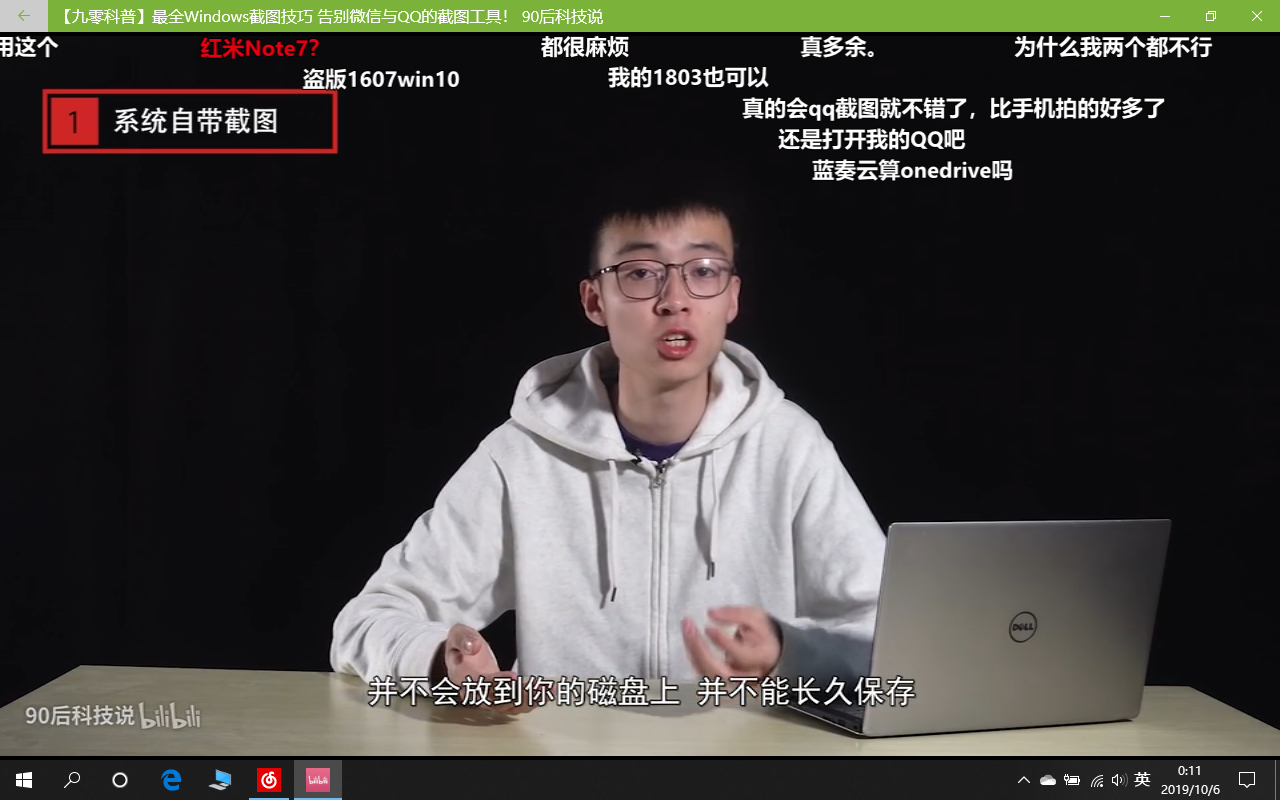 【九零科普】最全Windows截图技巧 告别微信与QQ的截图工具！ 90后科技说
用这个
红米Note7？
都很麻烦
真多余。
为什么我两个都不行
盗版1607win10
我的1803也可以
真的会qq截图就不错了，比手机拍的好多了
1 系统自带截图
还是打开我的QQ吧
蓝奏云算onedrive吗
DELL
并不会放到你的磁盘上 并不能长久保存
90后科技说 bilibili
bilibili
英
0:11
2019/10/6